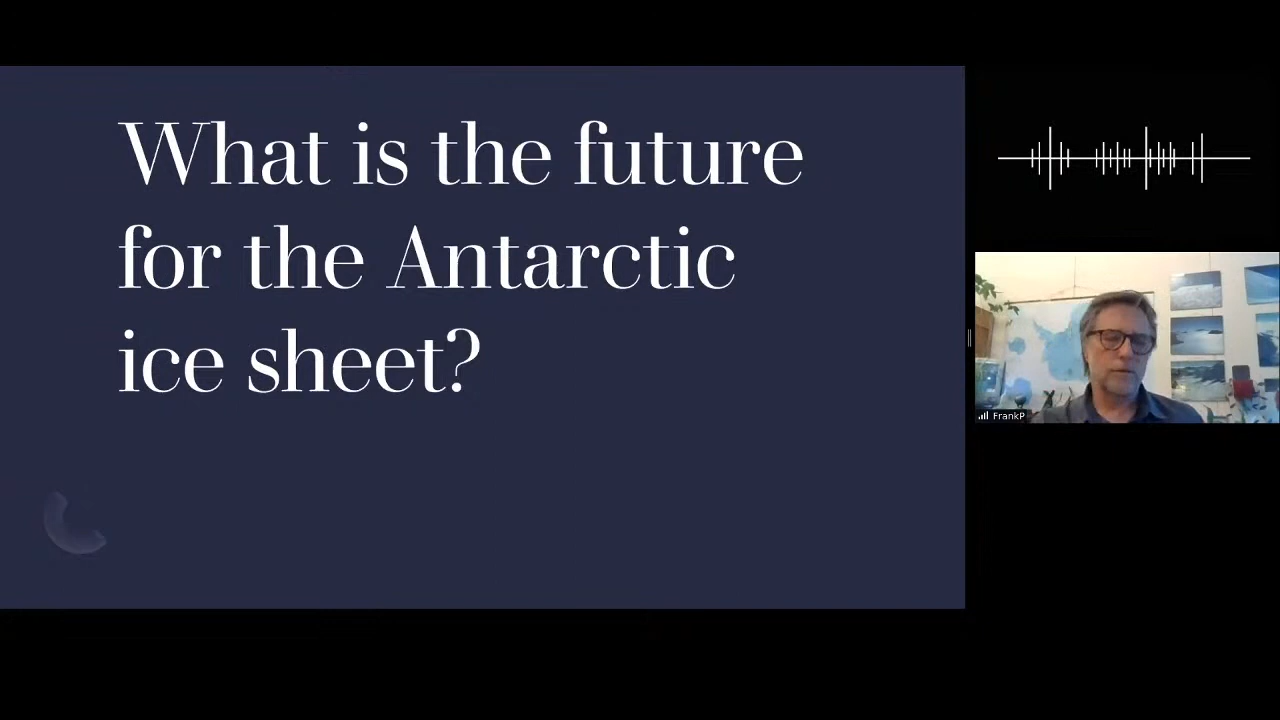 What is the future
for the Antarctic
ice sheet?
FrankP